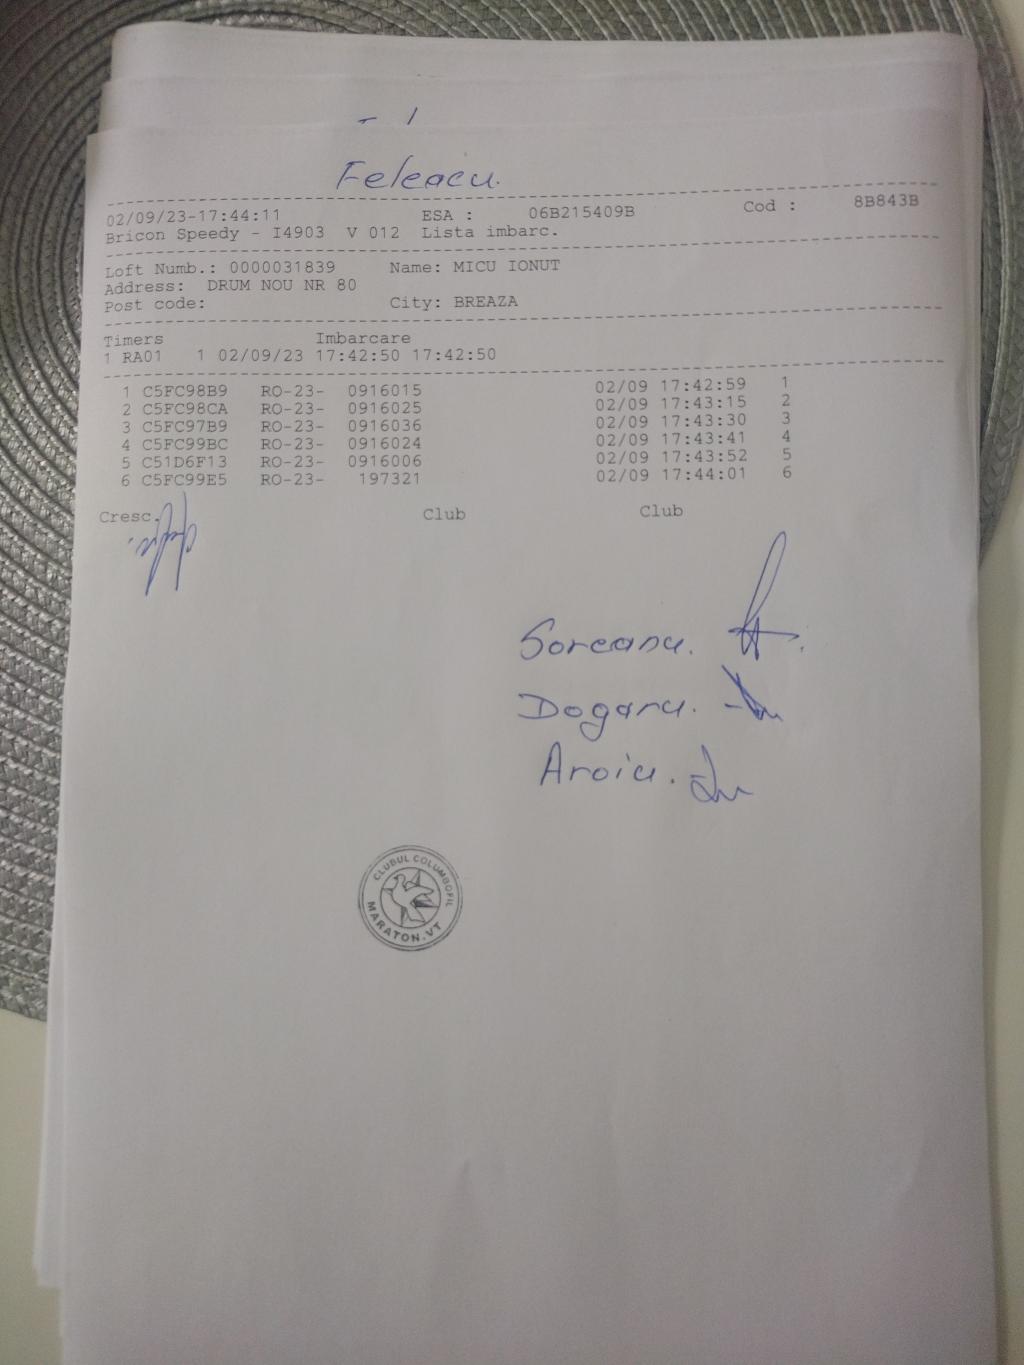 Feleacu.
02/09/23-17:44:11 ESA : 06B215409B Cod : 8B843B
Bricon Speedy - I4903 V 012 Lista imbarc.
Loft Numb.: 0000031839 Name: MICU IONUT
Address: DRUM NOU NR 80
Post code: City: BREAZA
Timers Imbarcare
1 RA01 1 02/09/23 17:42:50 17:42:50
1 C5FC98B9 RO-23- 0916015 02/09 17:42:59 1
2 C5FC98CA RO-23- 0916025 02/09 17:43:15 2
3 C5FC97B9 RO-23- 0916036 02/09 17:43:30 3
4 C5FC99BC RO-23- 0916024 02/09 17:43:41 4
5 C51D6F13 RO-23- 0916006 02/09 17:43:52 5
6 C5FC99E5 RO-23- 197321 02/09 17:44:01 6
Cresc. Club Club
Soreanu.
Dogaru.
Aroiu.
CLUBUL COLUMBOFIL
MARATON.VT